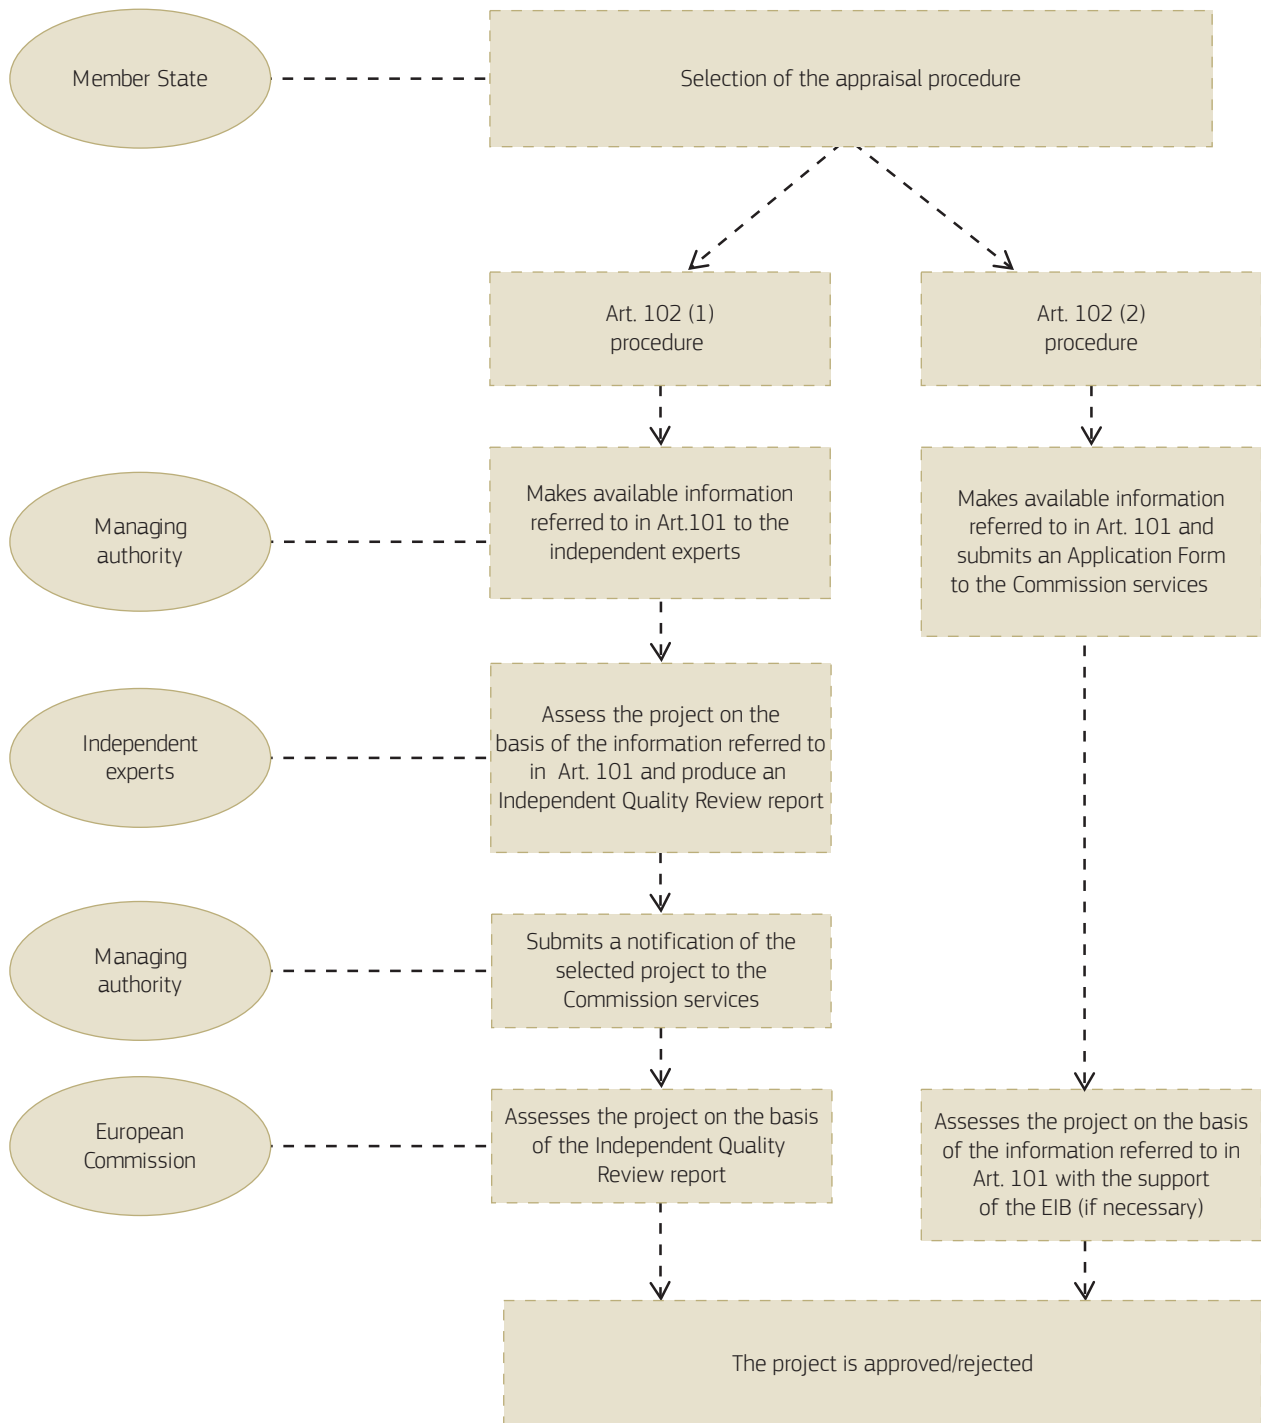 Member State
Selection of the appraisal procedure
Art. 102 (1)
procedure
Art. 102 (2)
procedure
Managing
authority
Makes available information
referred to in Art.101 to the
independent experts
Makes available information
referred to in Art. 101 and
submits an Application Form
to the Commission services
Independent
experts
Assess the project on the
basis of the information referred to
in Art. 101 and produce an
Independent Quality Review report
Managing
authority
Submits a notification of the
selected project to the
Commission services
European
Commission
Assesses the project on the basis
of the Independent Quality
Review report
Assesses the project on the basis
of the information referred to in
Art. 101 with the support
of the EIB (if necessary)
The project is approved/rejected